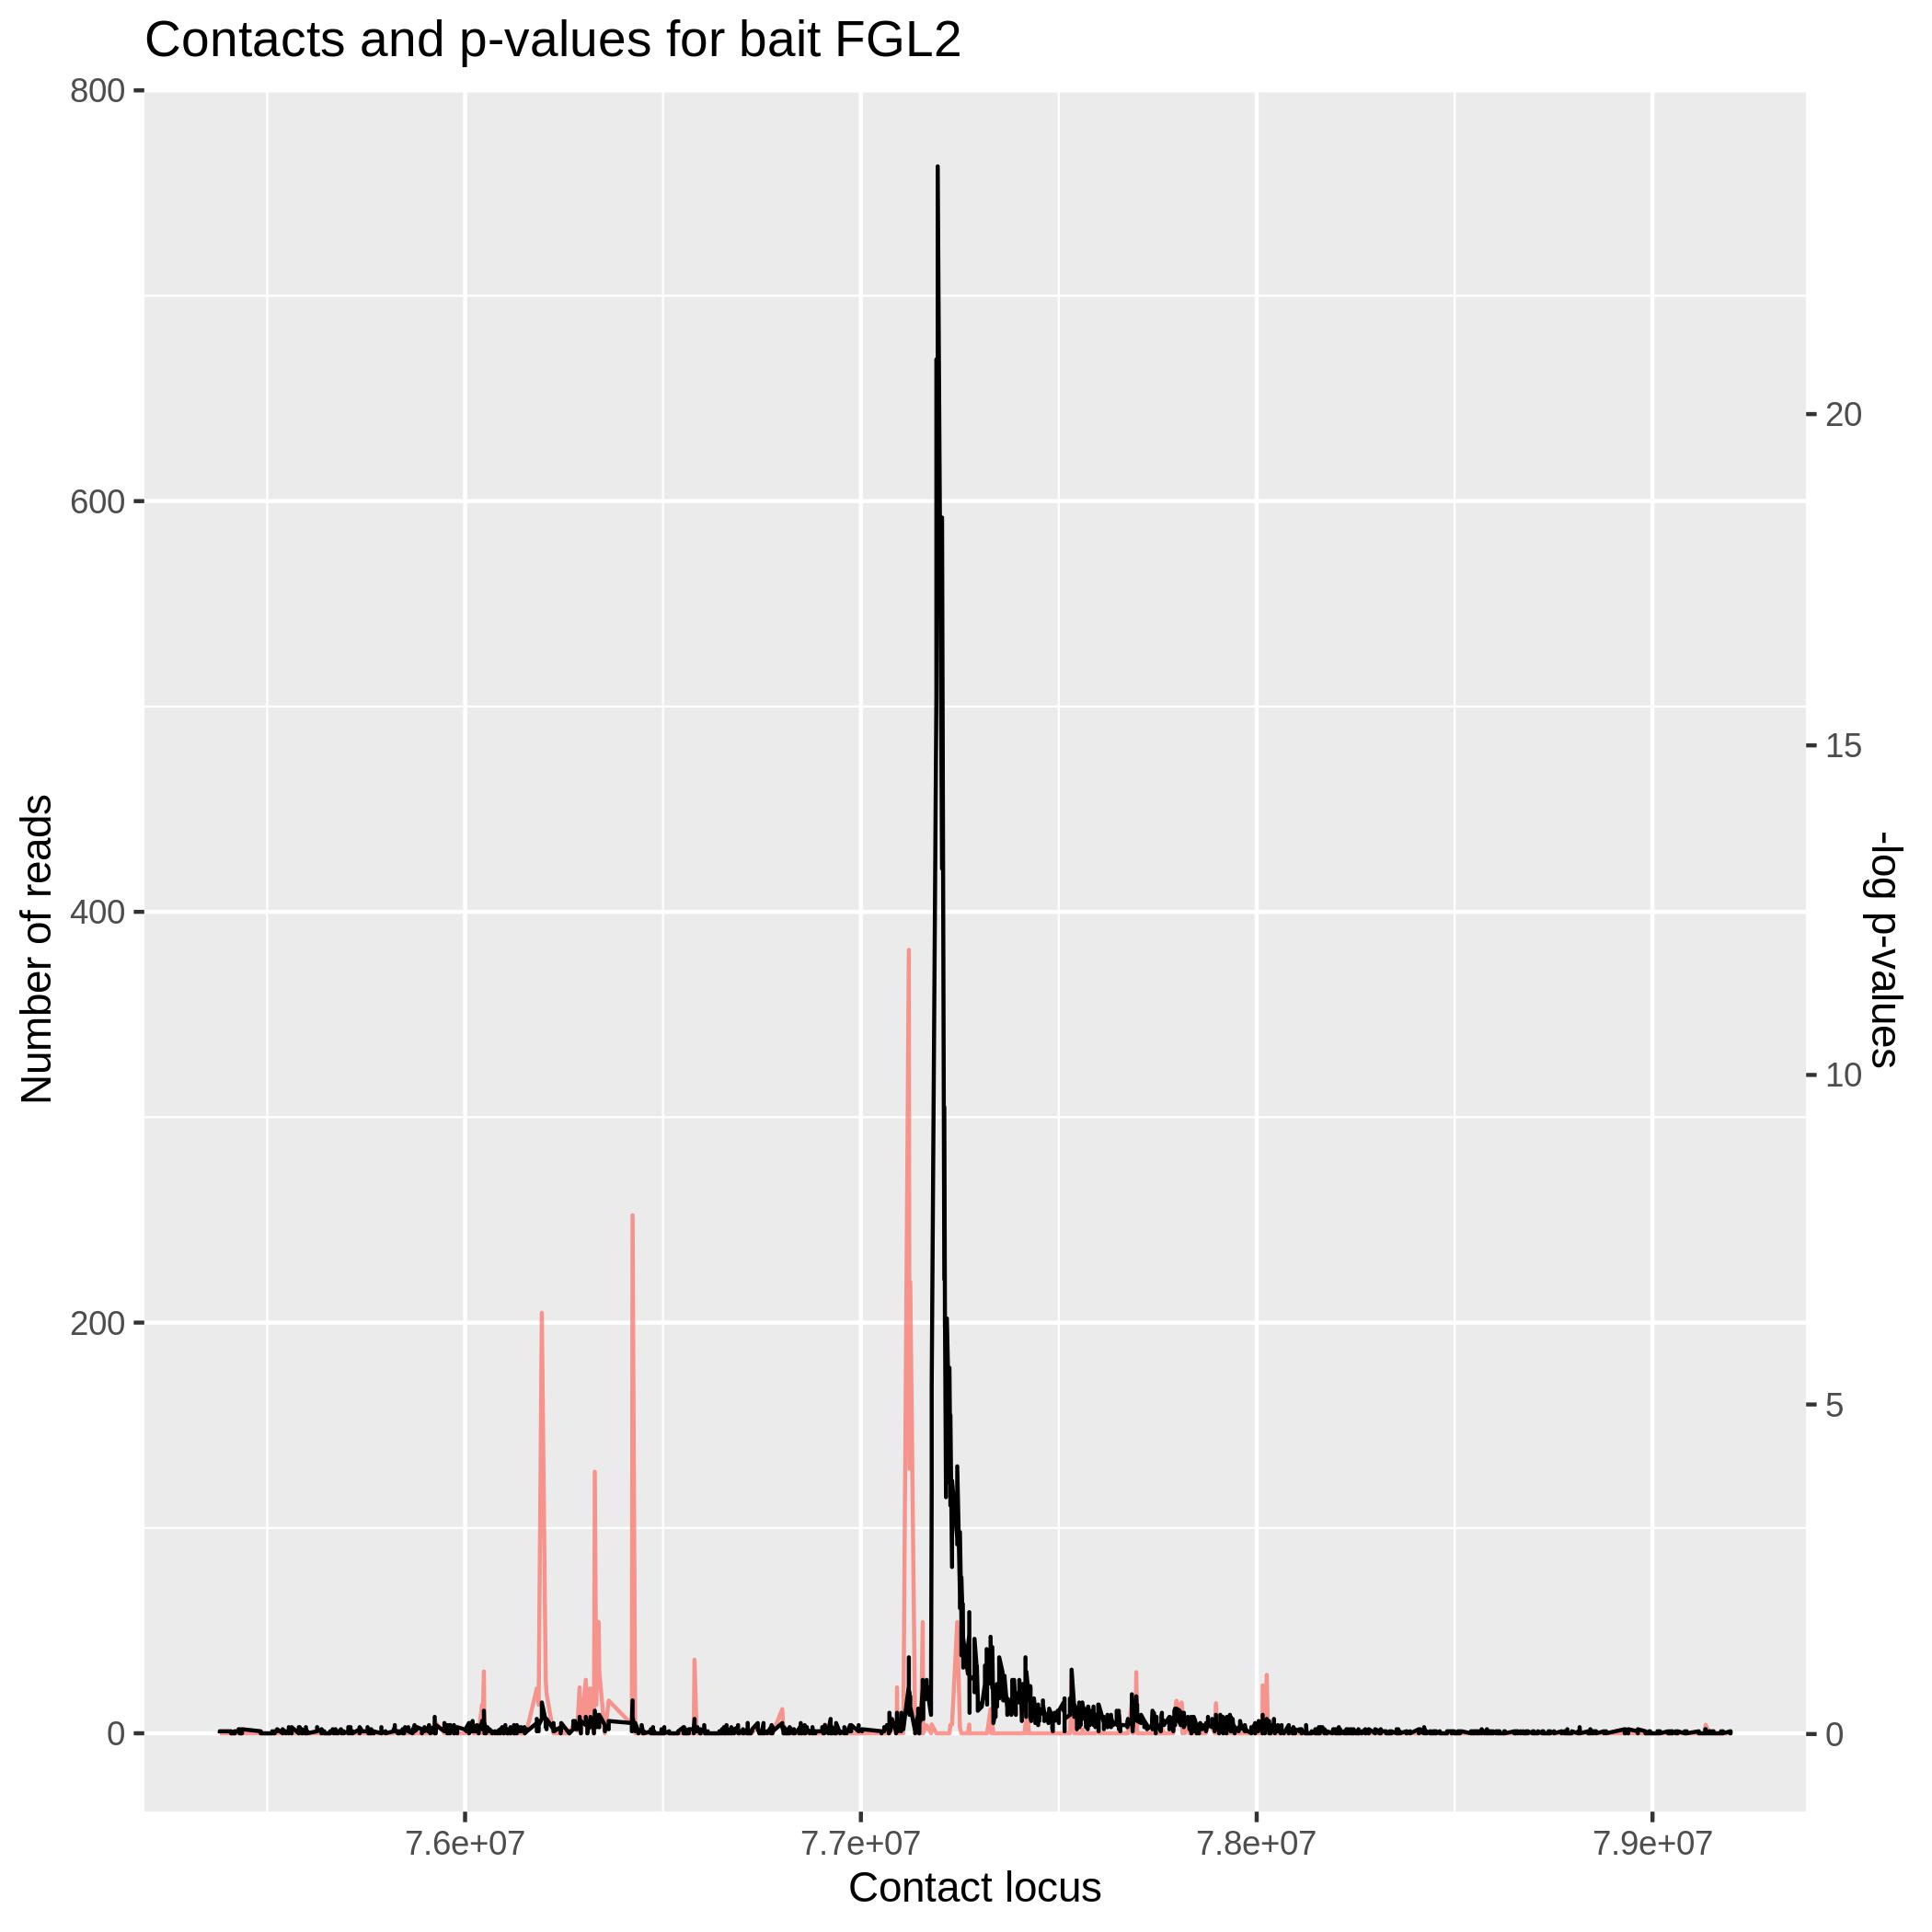 Contacts and p-values for bait FGL2
800
600
400
200
0
Number of reads
20
15
10
5
0
-log p-values
7.6e+07
7.7e+07
7.8e+07
7.9e+07
Contact locus